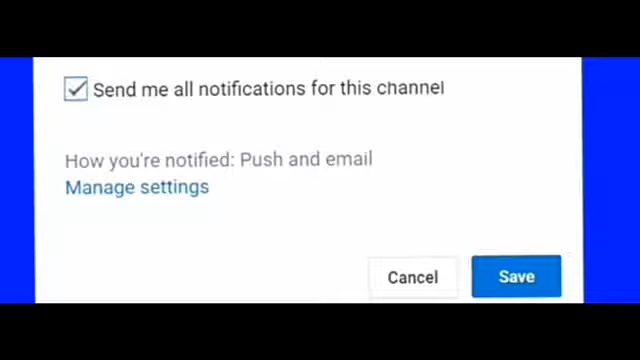 Send me all notifications for this channel
How you're notified: Push and email
Manage settings
Cancel
Save